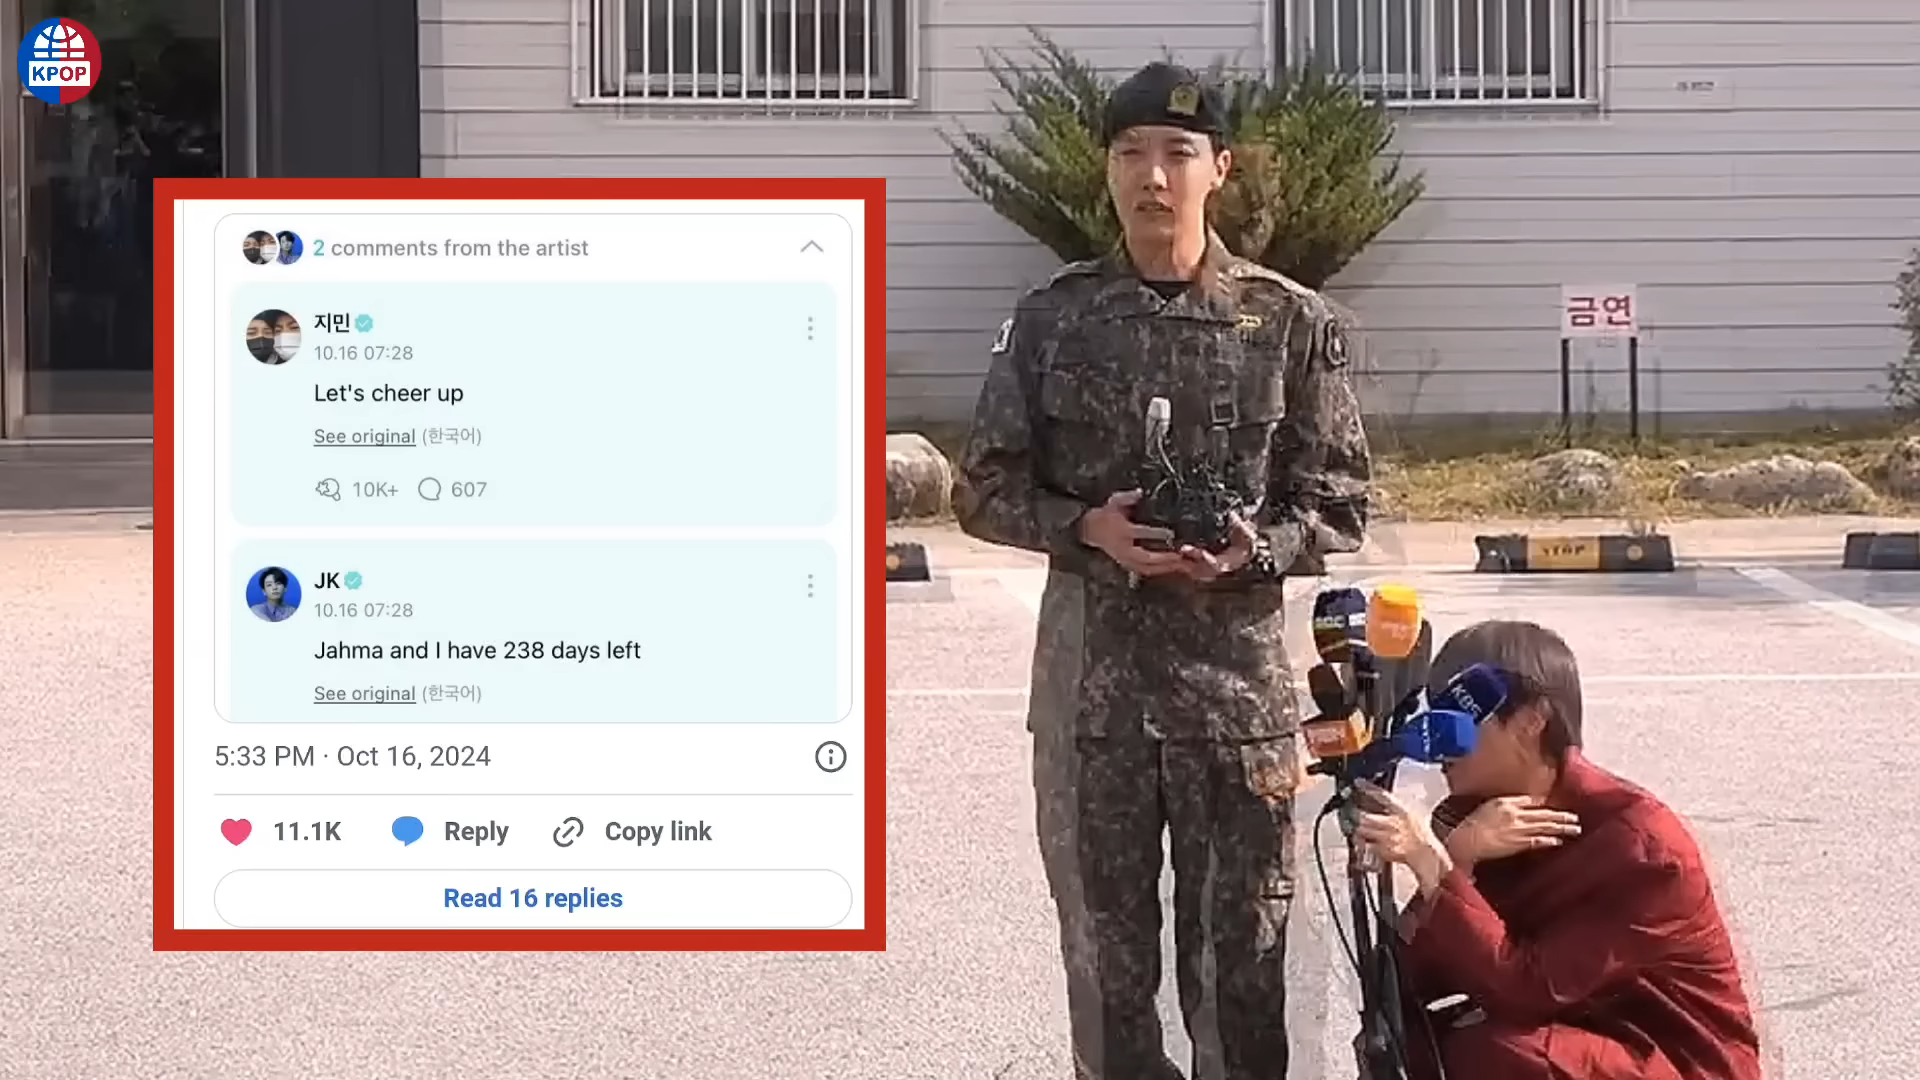 KPOP
2 comments from the artist
지민
10.16 07:28
Let's cheer up
See original (한국어)
10K+ 607
JK
10.16 07:28
Jahma and I have 238 days left
See original (한국어)
5:33 PM · Oct 16, 2024
11.1K Reply Copy link
Read 16 replies
금연
STOP
KBS